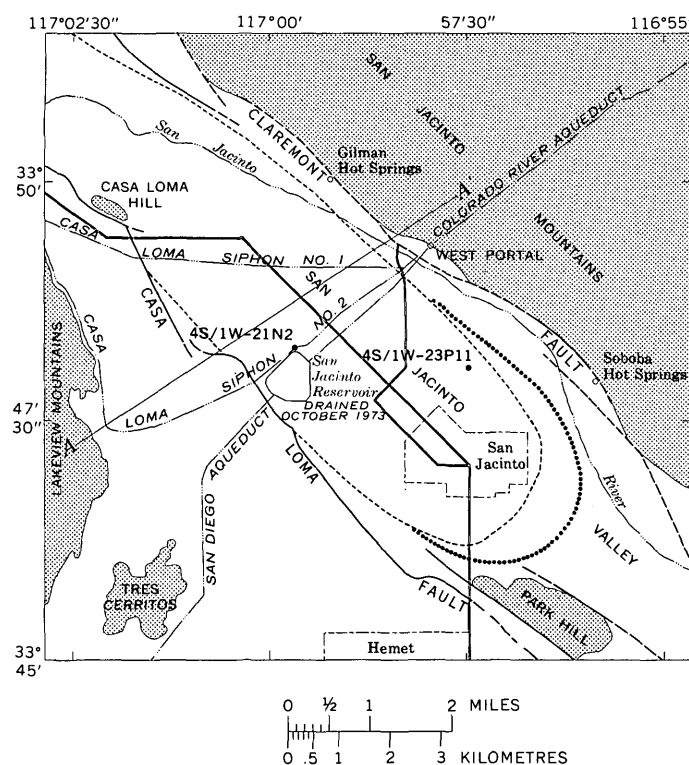 117°02'30" 117°00' 57'30" 116°55'
33°
50'
47'
30"
33°
45'
SAN
JACINTO
MOUNTAINS
COLORADO RIVER AQUEDUCT
CLAREMONT
Gilman
Hot Springs
A'
San
Jacinto
CASA LOMA
HILL
WEST PORTAL
CASA
LOMA
SIPHON NO. 1
CASA
SAN
4S/1W-21N2
4S/1W-23P11
JACINTO
FAULT
Soboba
Hot Springs
LAKEVIEW MOUNTAINS
CASA
LOMA
SIPHON
NO. 2
San
Jacinto
Reservoir
DRAINED
OCTOBER 1973
A
San
Jacinto
River
VALLEY
SAN DIEGO
AQUEDUCT
LOMA
FAULT
TRES
CERRITOS
PARK HILL
Hemet
0 ½ 1 2 MILES
0 .5 1 2 3 KILOMETRES